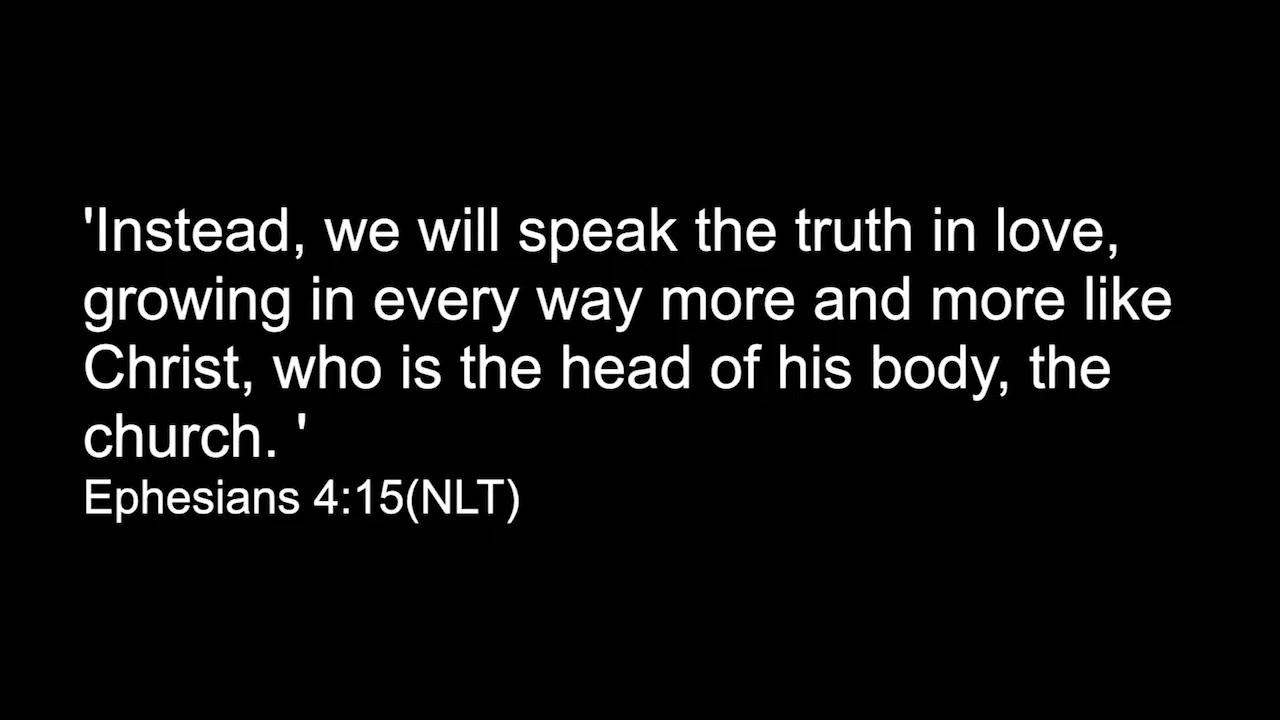 'Instead, we will speak the truth in love,
growing in every way more and more like
Christ, who is the head of his body, the
church. '
Ephesians 4:15(NLT)